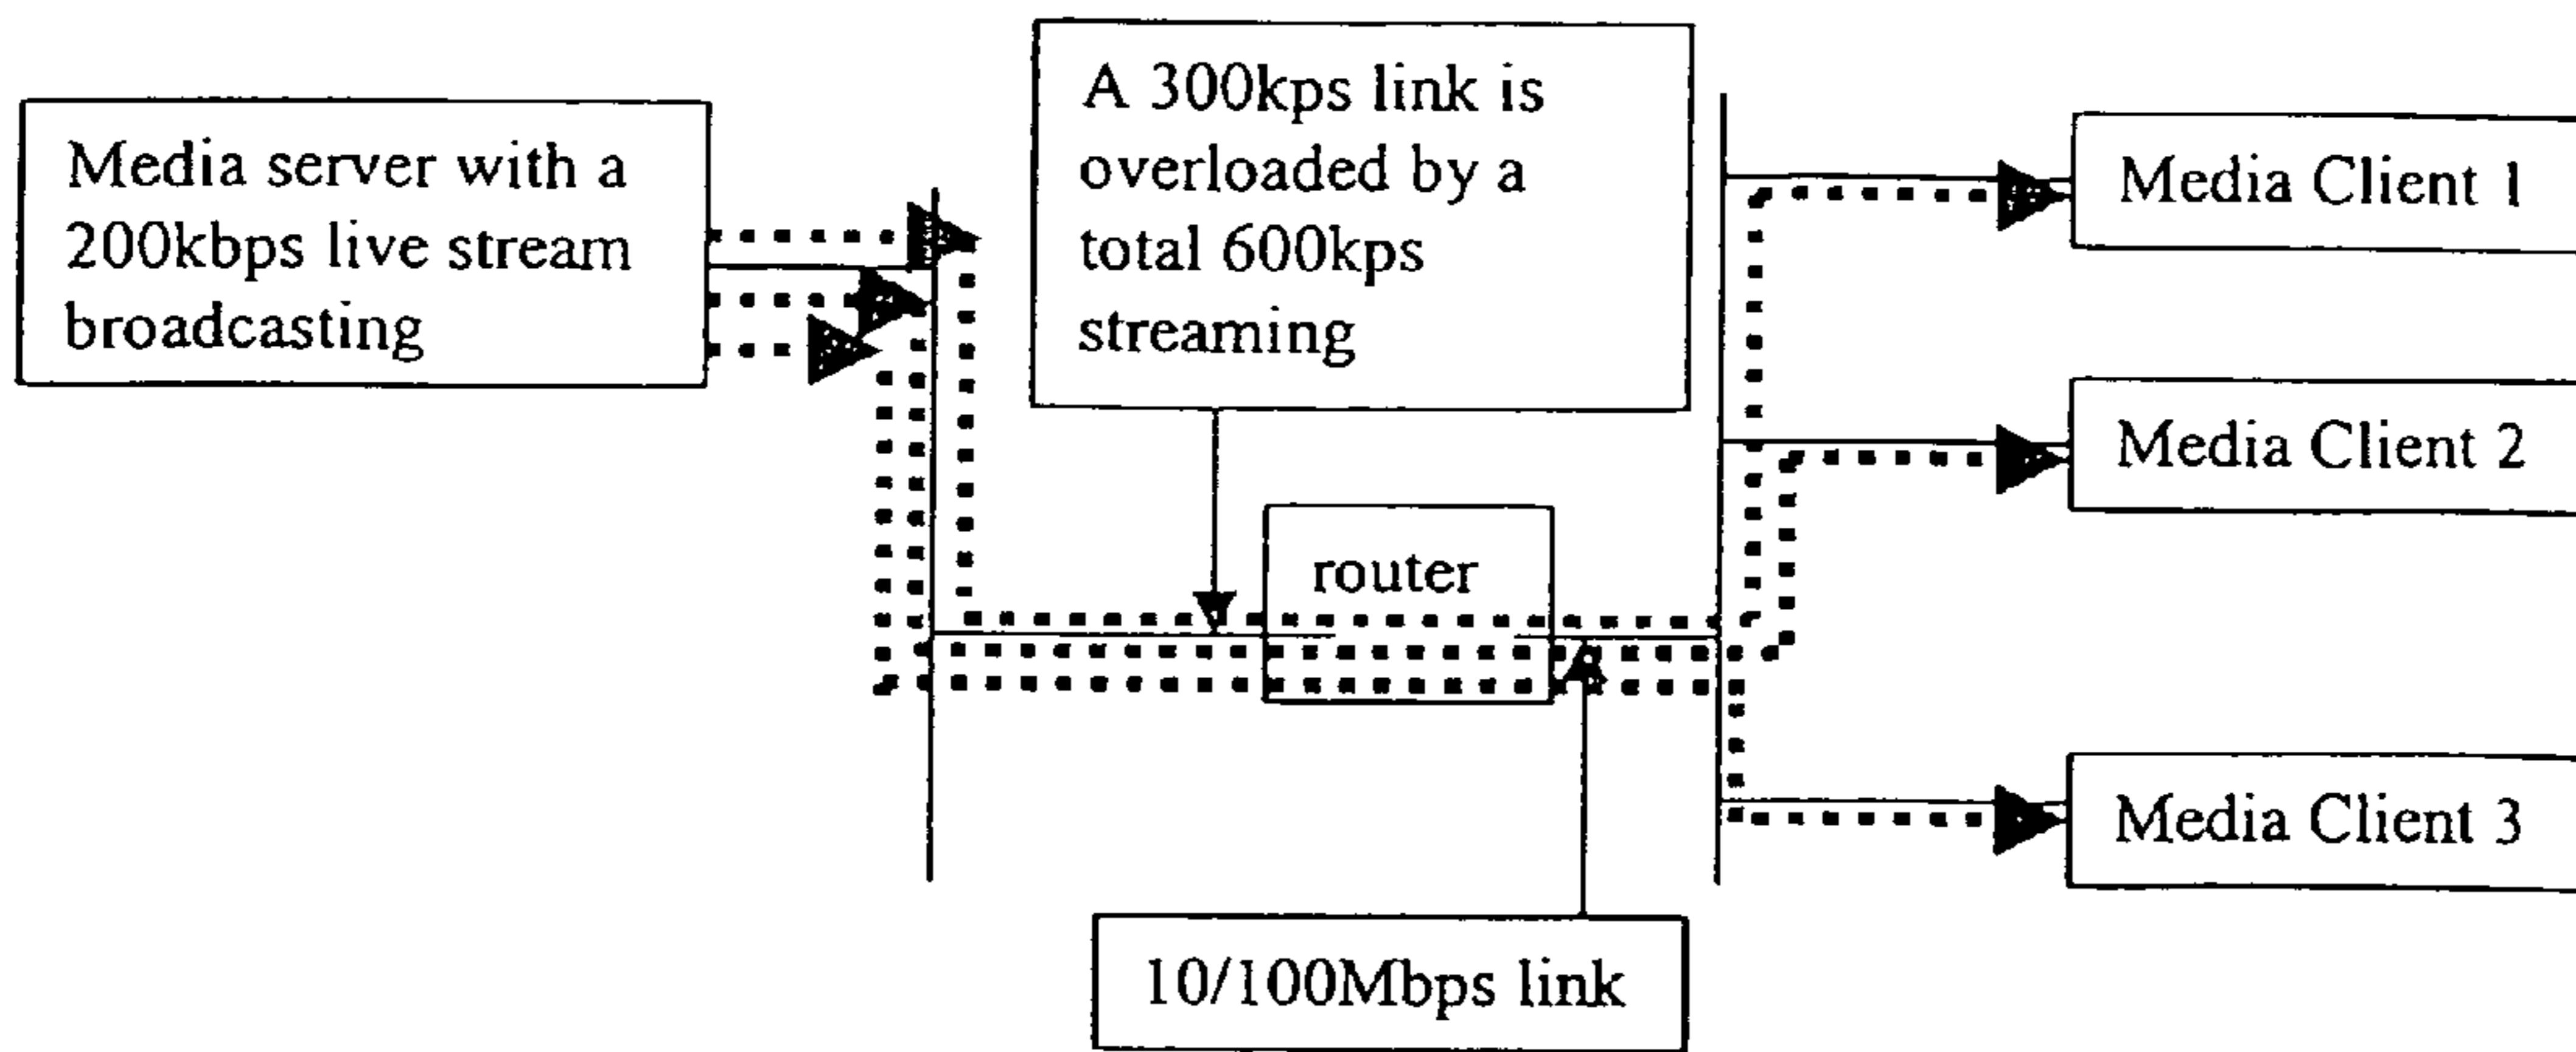 Media server with a
200kbps live stream
broadcasting
A 300kps link is
overloaded by a
total 600kps
streaming
Media Client 1
Media Client 2
router
Media Client 3
10/100Mbps link